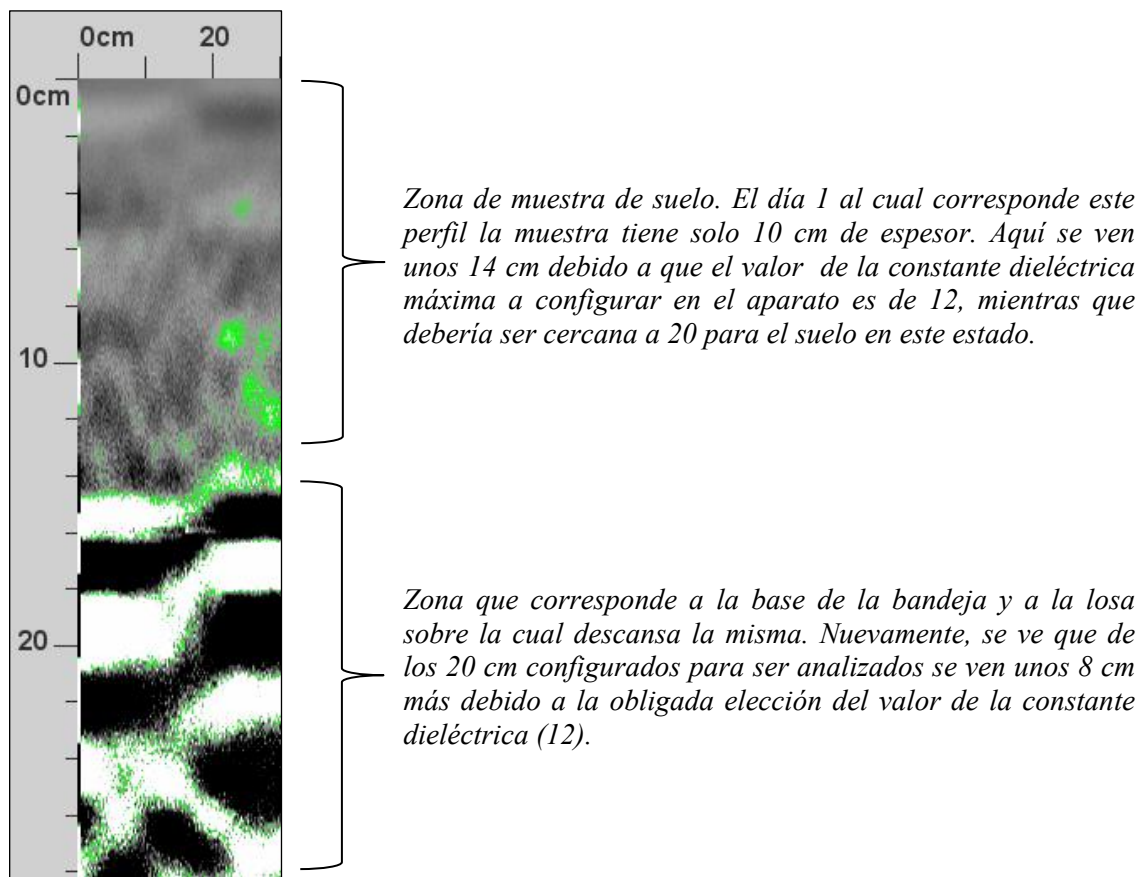 0cm 20
0cm
10
20
Zona de muestra de suelo. El día 1 al cual corresponde este
perfil la muestra tiene solo 10 cm de espesor. Aquí se ven
unos 14 cm debido a que el valor de la constante dieléctrica
máxima a configurar en el aparato es de 12, mientras que
debería ser cercana a 20 para el suelo en este estado.
Zona que corresponde a la base de la bandeja y a la losa
sobre la cual descansa la misma. Nuevamente, se ve que de
los 20 cm configurados para ser analizados se ven unos 8 cm
más debido a la obligada elección del valor de la constante
dieléctrica (12).